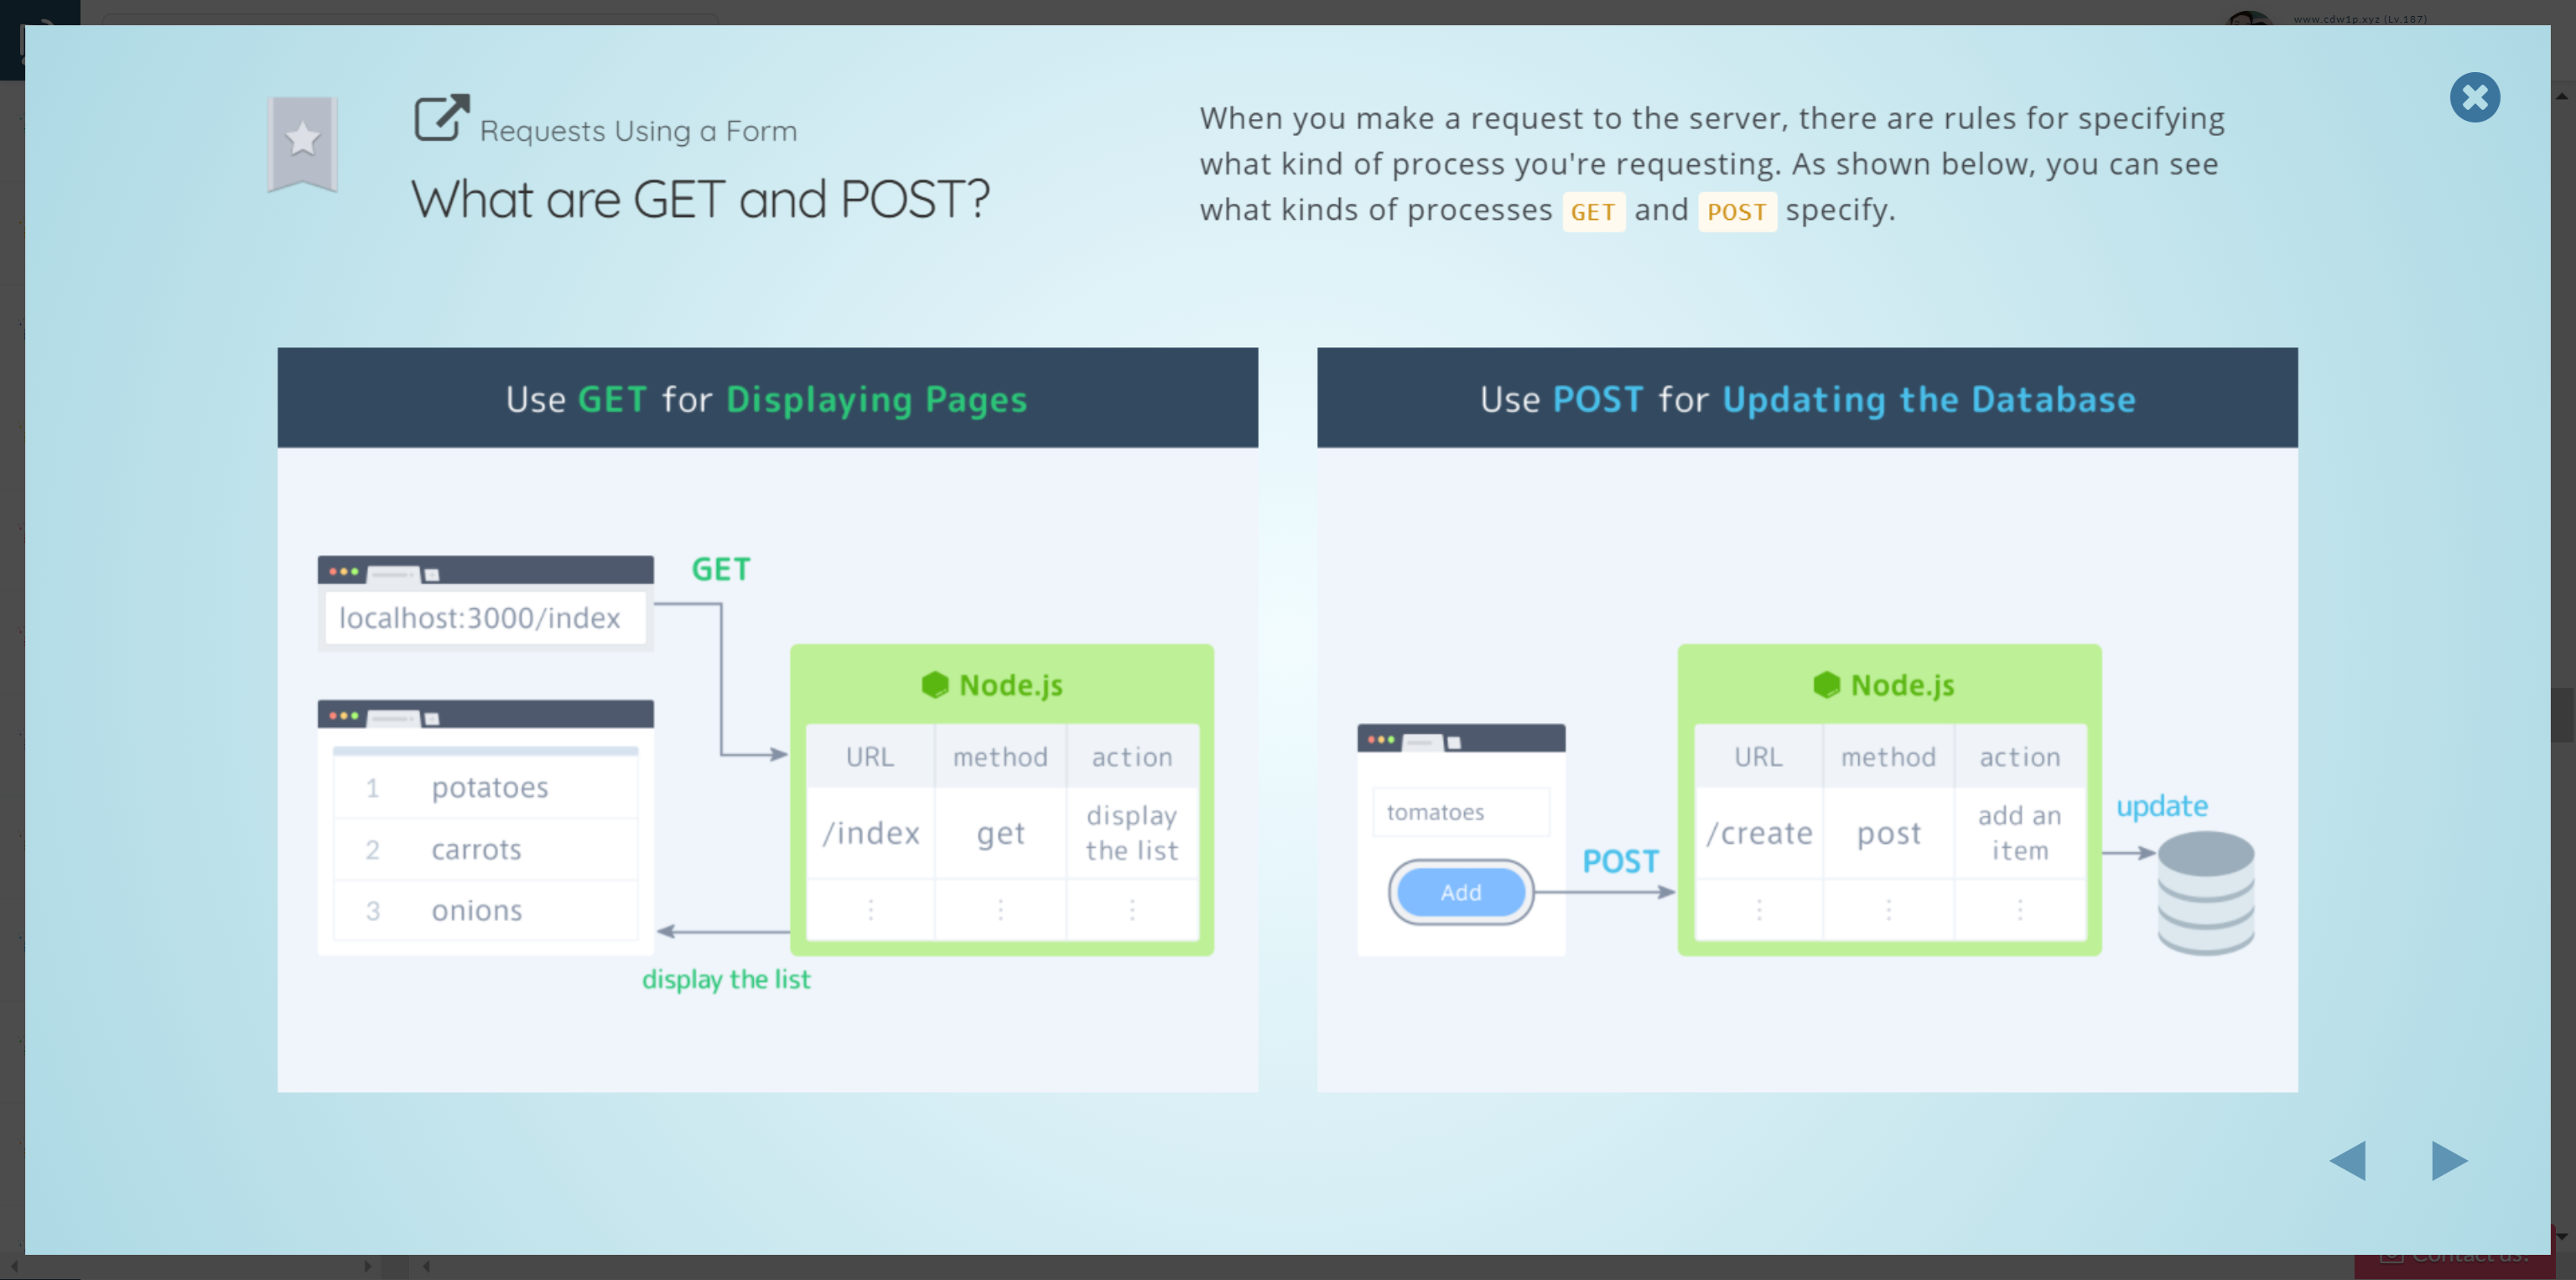 www.cdw1p.xyz (Lv.187)
Requests Using a Form
What are GET and POST?
When you make a request to the server, there are rules for specifying
what kind of process you're requesting. As shown below, you can see
what kinds of processes GET and POST specify.
Use GET for Displaying Pages
GET
localhost:3000/index
1 potatoes
2 carrots
3 onions
Node.js
URL method action
/index get display
the list
display the list
Use POST for Updating the Database
tomatoes
Add
POST
Node.js
URL method action
/create post add an
item
update
Contact us!